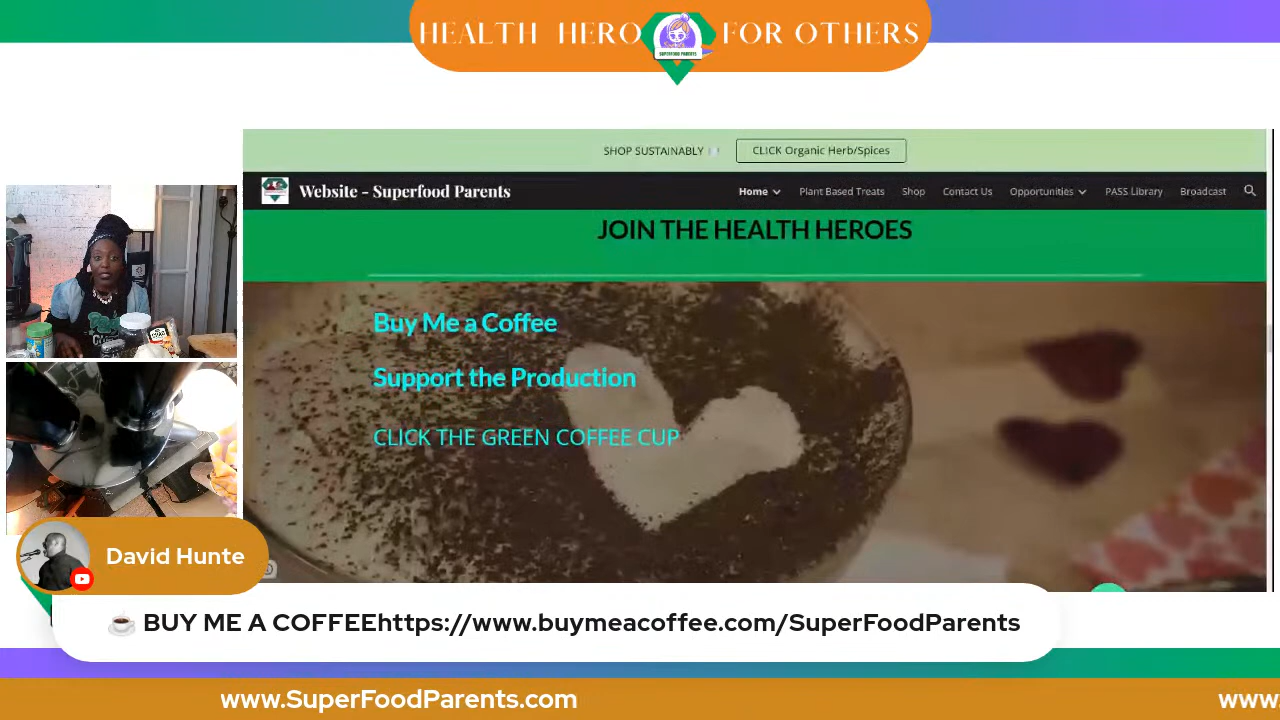 HEALTH HERO FOR OTHERS
SUPERFOOD PARENTS
SHOP SUSTAINABLY
CLICK Organic Herb/Spices
Website - Superfood Parents
Home Plant Based Treats Shop Contact Us Opportunities PASS Library Broadcast
JOIN THE HEALTH HEROES
Buy Me a Coffee
Support the Production
CLICK THE GREEN COFFEE CUP
David Hunte
☕ BUY ME A COFFEEhttps://www.buymeacoffee.com/SuperFoodParents
www.SuperFoodParents.com
www.